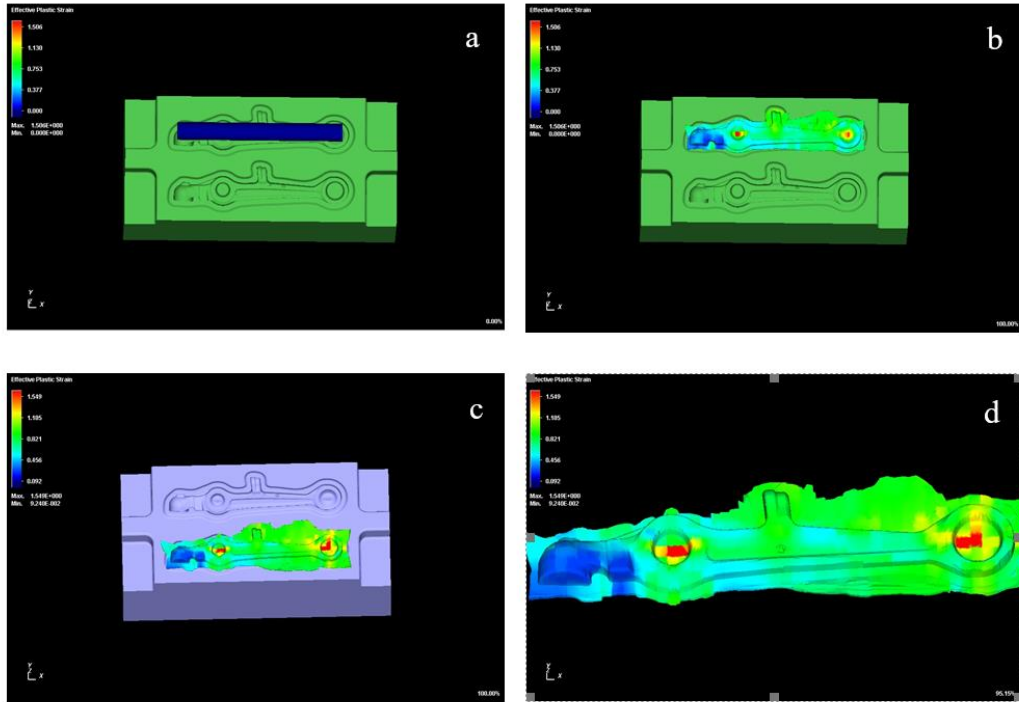 Effective Plastic Strain
1.506
1.130
0.753
0.377
0.000
Max. 1.506E+000
Min. 0.000E+000
a
Y
X
0.00%
Effective Plastic Strain
1.506
1.130
0.753
0.377
0.000
Max. 1.506E+000
Min. 0.000E+000
b
Y
X
100.00%
Effective Plastic Strain
1.549
1.185
0.821
0.456
0.092
Max. 1.549E+000
Min. 9.240E-002
c
Y
Z
X
100.00%
Effective Plastic Strain
1.549
1.185
0.821
0.456
0.092
Max. 1.549E+000
Min. 9.240E-002
d
Y
Z
X
95.15%